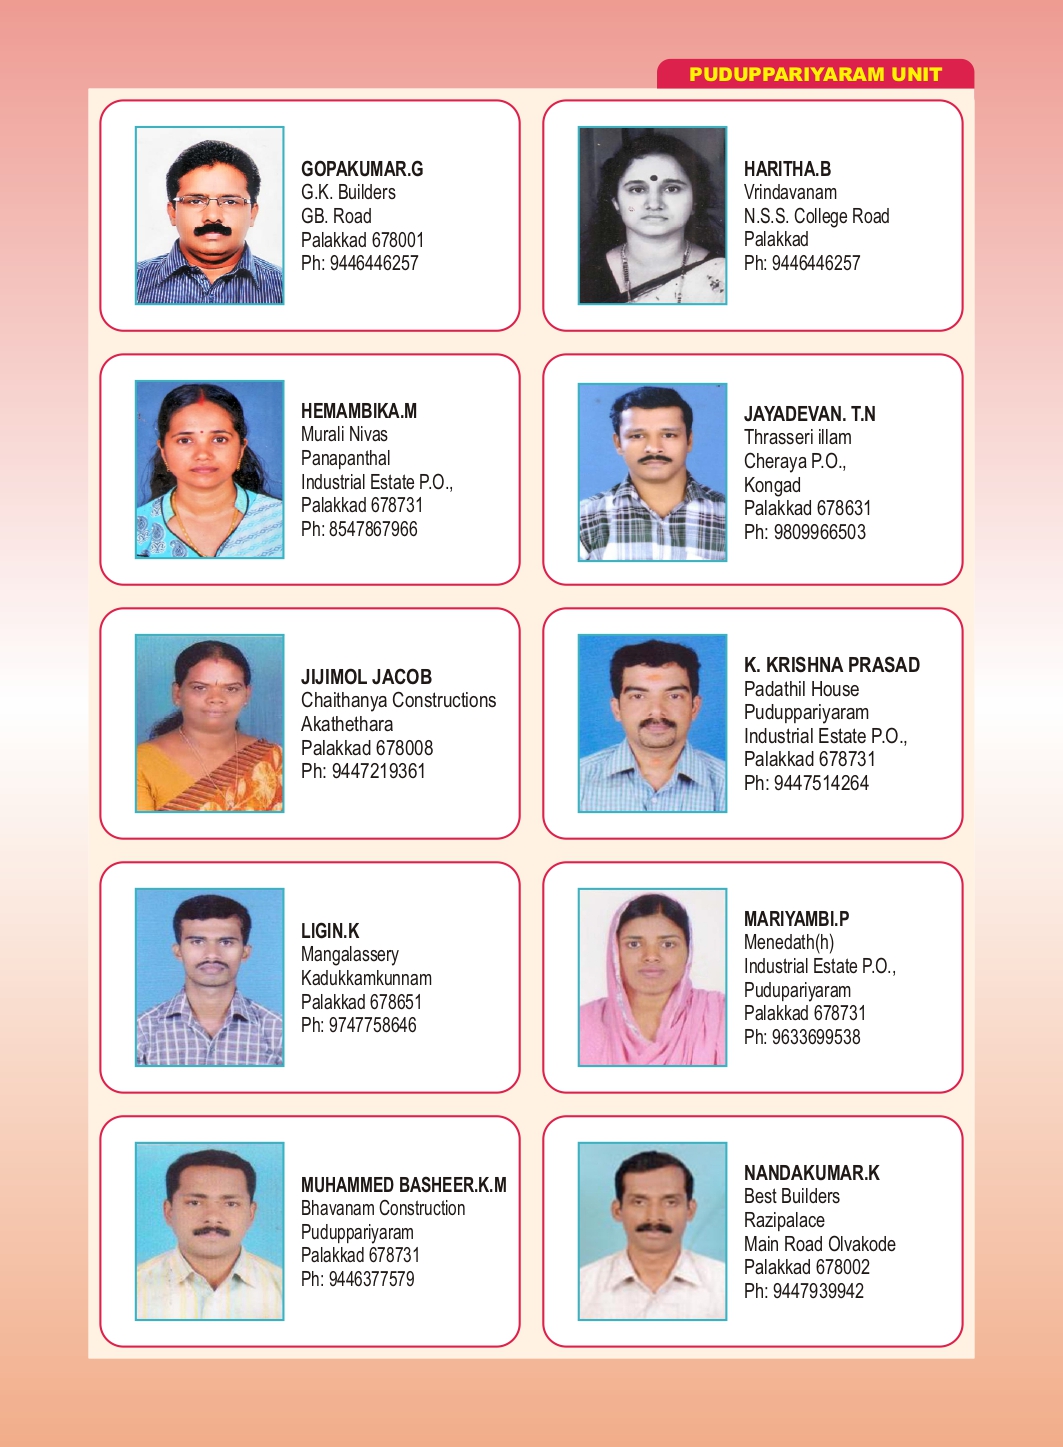 PUDUPPARIYARAM UNIT
GOPAKUMAR.G
G.K. Builders
GB. Road
Palakkad 678001
Ph: 9446446257
HARITHA.B
Vrindavanam
N.S.S. College Road
Palakkad
Ph: 9446446257
HEMAMBIKA.M
Murali Nivas
Panapanthal
Industrial Estate P.O.,
Palakkad 678731
Ph: 8547867966
JAYADEVAN. T.N
Thrasseri illam
Cheraya P.O.,
Kongad
Palakkad 678631
Ph: 9809966503
JIJIMOL JACOB
Chaithanya Constructions
Akathethara
Palakkad 678008
Ph: 9447219361
K. KRISHNA PRASAD
Padathil House
Puduppariyaram
Industrial Estate P.O.,
Palakkad 678731
Ph: 9447514264
LIGIN.K
Mangalassery
Kadukkamkunnam
Palakkad 678651
Ph: 9747758646
MARIYAMBI.P
Menedath(h)
Industrial Estate P.O.,
Pudupariyaram
Palakkad 678731
Ph: 9633699538
MUHAMMED BASHEER.K.M
Bhavanam Construction
Puduppariyaram
Palakkad 678731
Ph: 9446377579
NANDAKUMAR.K
Best Builders
Razipalace
Main Road Olvakode
Palakkad 678002
Ph: 9447939942